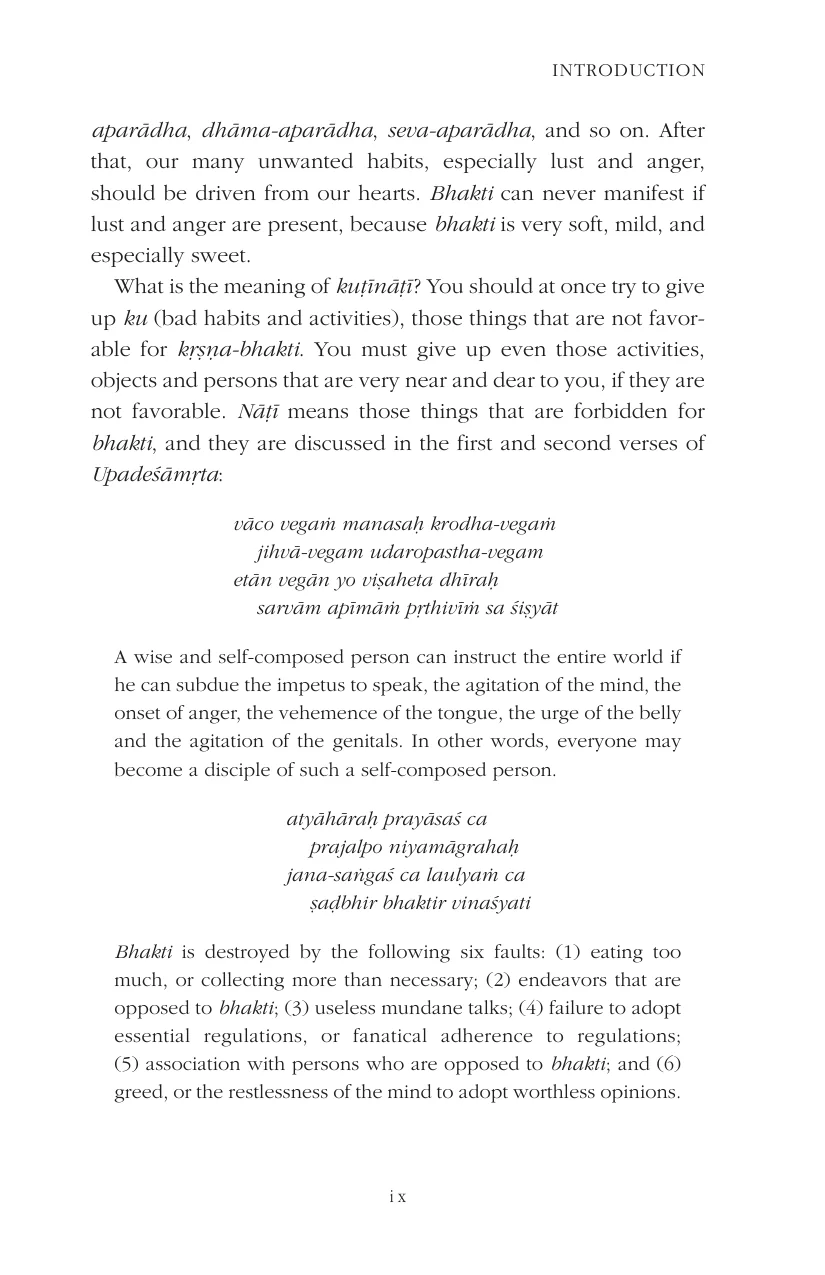 INTRODUCTION
aparādha, dhāma-aparādha, seva-aparādha, and so on. After
that, our many unwanted habits, especially lust and anger,
should be driven from our hearts. Bhakti can never manifest if
lust and anger are present, because bhakti is very soft, mild, and
especially sweet.
What is the meaning of kuṭīnāṭī? You should at once try to give
up ku (bad habits and activities), those things that are not favor-
able for kṛṣṇa-bhakti. You must give up even those activities,
objects and persons that are very near and dear to you, if they are
not favorable. Nāṭī means those things that are forbidden for
bhakti, and they are discussed in the first and second verses of
Upadeśāmṛta:
vāco vegaṁ manasaḥ krodha-vegaṁ
jihvā-vegam udaropastha-vegam
etān vegān yo viṣaheta dhīraḥ
sarvām apīmāṁ pṛthivīṁ sa śiṣyāt
A wise and self-composed person can instruct the entire world if
he can subdue the impetus to speak, the agitation of the mind, the
onset of anger, the vehemence of the tongue, the urge of the belly
and the agitation of the genitals. In other words, everyone may
become a disciple of such a self-composed person.
atyāhāraḥ prayāsaś ca
prajalpo niyamāgrahaḥ
jana-saṅgaś ca laulyaṁ ca
ṣaḍbhir bhaktir vinaśyati
Bhakti is destroyed by the following six faults: (1) eating too
much, or collecting more than necessary; (2) endeavors that are
opposed to bhakti; (3) useless mundane talks; (4) failure to adopt
essential regulations, or fanatical adherence to regulations;
(5) association with persons who are opposed to bhakti; and (6)
greed, or the restlessness of the mind to adopt worthless opinions.
ix